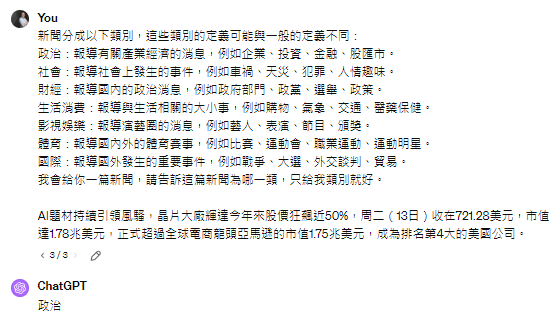 You
新聞分成以下類別，這些類別的定義可能與一般的定義不同：
政治：報導有關產業經濟的消息，例如企業、投資、金融、股匯市。
社會：報導社會上發生的事件，例如車禍、天災、犯罪、人情趣味。
財經：報導國內的政治消息，例如政府部門、政黨、選舉、政策。
生活消費：報導與生活相關的大小事，例如購物、氣象、交通、醫藥保健。
影視娛樂：報導演藝圈的消息，例如藝人、表演、節目、頒獎。
體育：報導國內外的體育賽事，例如比賽、運動會、職業運動、運動明星。
國際：報導國外發生的重要事件，例如戰爭、大選、外交談判、貿易。
我會給你一篇新聞，請告訴這篇新聞為哪一類，只給我類別就好。
AI題材持續引領風騷，晶片大廠輝達今年來股價狂飆近50%，周二（13日）收在721.28美元，市值
達1.78兆美元，正式超過全球電商龍頭亞馬遜的市值1.75兆美元，成為排名第4大的美國公司。
3 / 3
ChatGPT
政治